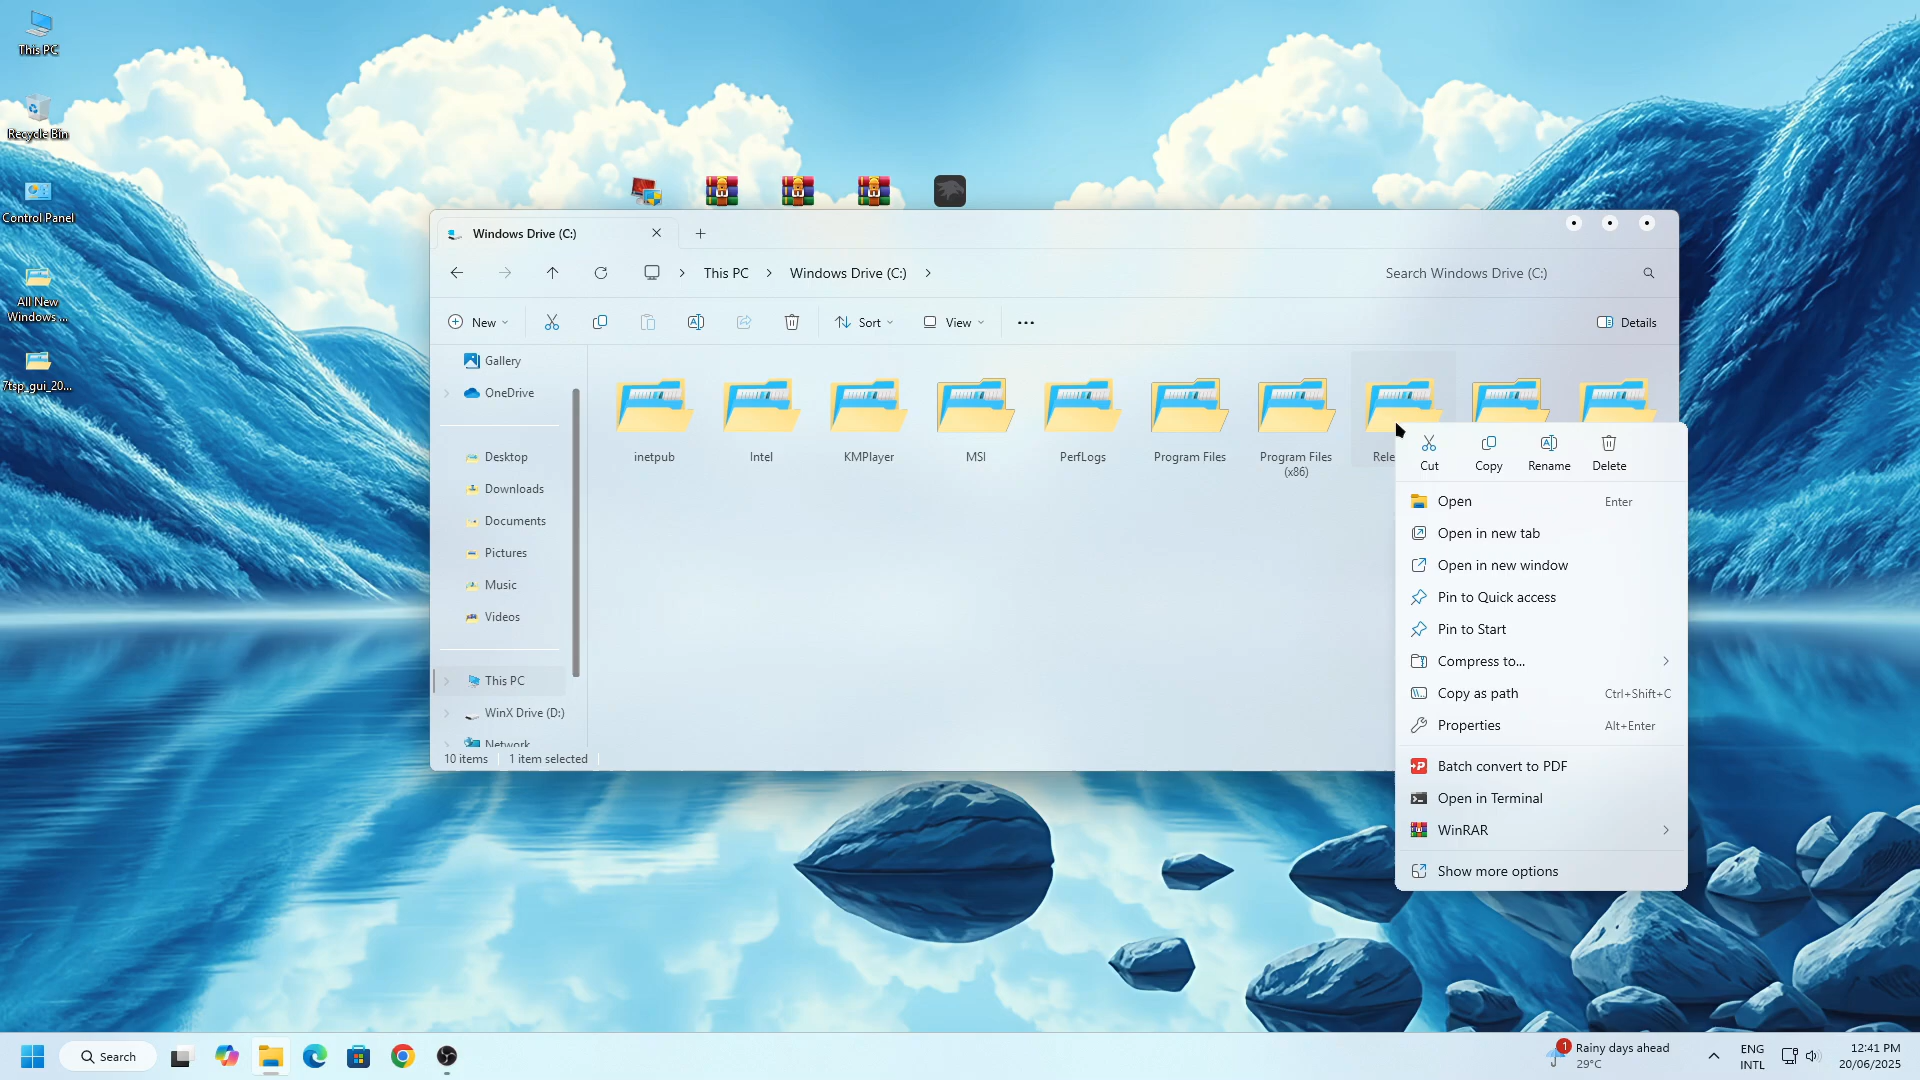 This PC
Recycle Bin
Control Panel
All New
Windows ...
7tsp_gui_20...
Windows Drive (C:)
This PC
Windows Drive (C:)
Search Windows Drive (C:)
New
Sort
View
Details
Gallery
OneDrive
Desktop
Downloads
Documents
Pictures
Music
Videos
This PC
WinX Drive (D:)
Network
inetpub
Intel
KMPlayer
MSI
PerfLogs
Program Files
Program Files
(x86)
10 items
1 item selected
Cut
Copy
Rename
Delete
Open Enter
Open in new tab
Open in new window
Pin to Quick access
Pin to Start
Compress to...
Copy as path Ctrl+Shift+C
Properties Alt+Enter
Batch convert to PDF
Open in Terminal
WinRAR
Show more options
Search
1
Rainy days ahead
29°C
ENG
INTL
12:41 PM
20/06/2025